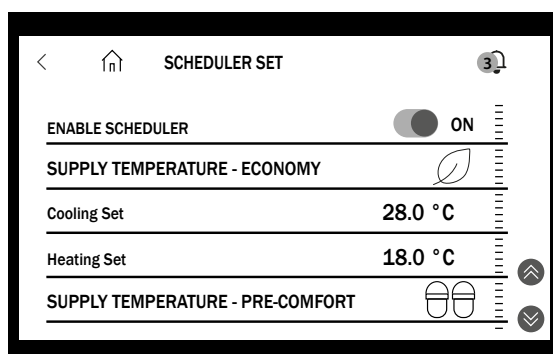 SCHEDULER SET 3
ENABLE SCHEDULER ON
SUPPLY TEMPERATURE - ECONOMY
Cooling Set 28.0 °C
Heating Set 18.0 °C
SUPPLY TEMPERATURE - PRE-COMFORT